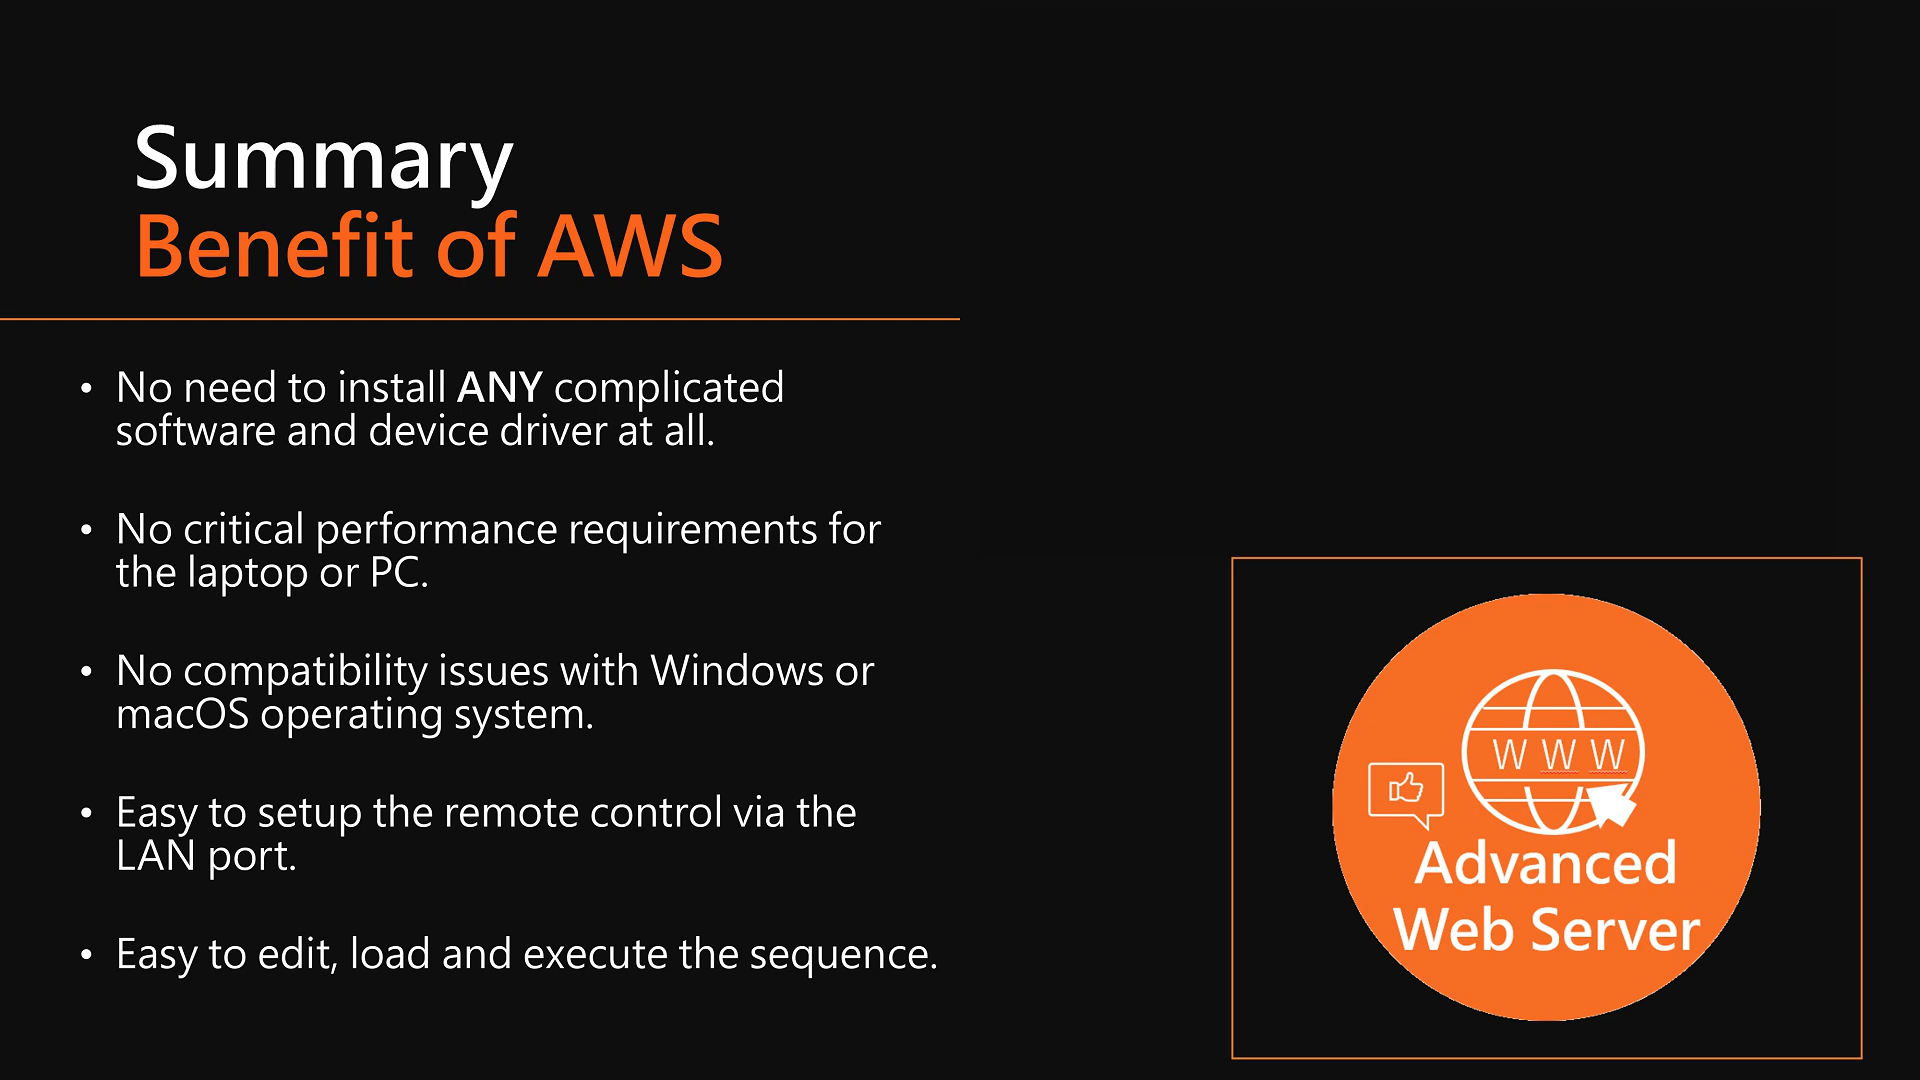 Summary
Benefit of AWS
• No need to install ANY complicated
software and device driver at all.
• No critical performance requirements for
the laptop or PC.
• No compatibility issues with Windows or
macOS operating system.
• Easy to setup the remote control via the
LAN port.
• Easy to edit, load and execute the sequence.
W W W
Advanced
Web Server